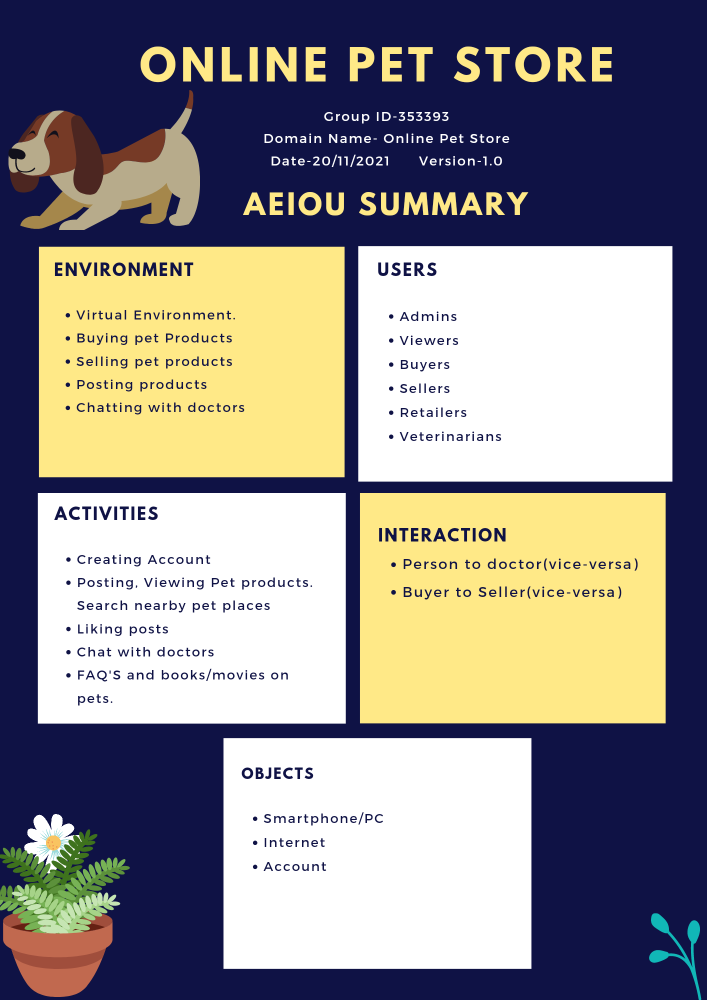 ONLINE PET STORE
Group ID-353393
Domain Name- Online Pet Store
Date-20/11/2021 Version-1.0
AEIOU SUMMARY
ENVIRONMENT
• Virtual Environment.
• Buying pet Products
• Selling pet products
• Posting products
• Chatting with doctors
USERS
• Admins
• Viewers
• Buyers
• Sellers
• Retailers
• Veterinarians
ACTIVITIES
• Creating Account
• Posting, Viewing Pet products.
Search nearby pet places
• Liking posts
• Chat with doctors
• FAQ'S and books/movies on
pets.
INTERACTION
• Person to doctor(vice-versa)
• Buyer to Seller(vice-versa)
OBJECTS
• Smartphone/PC
• Internet
• Account